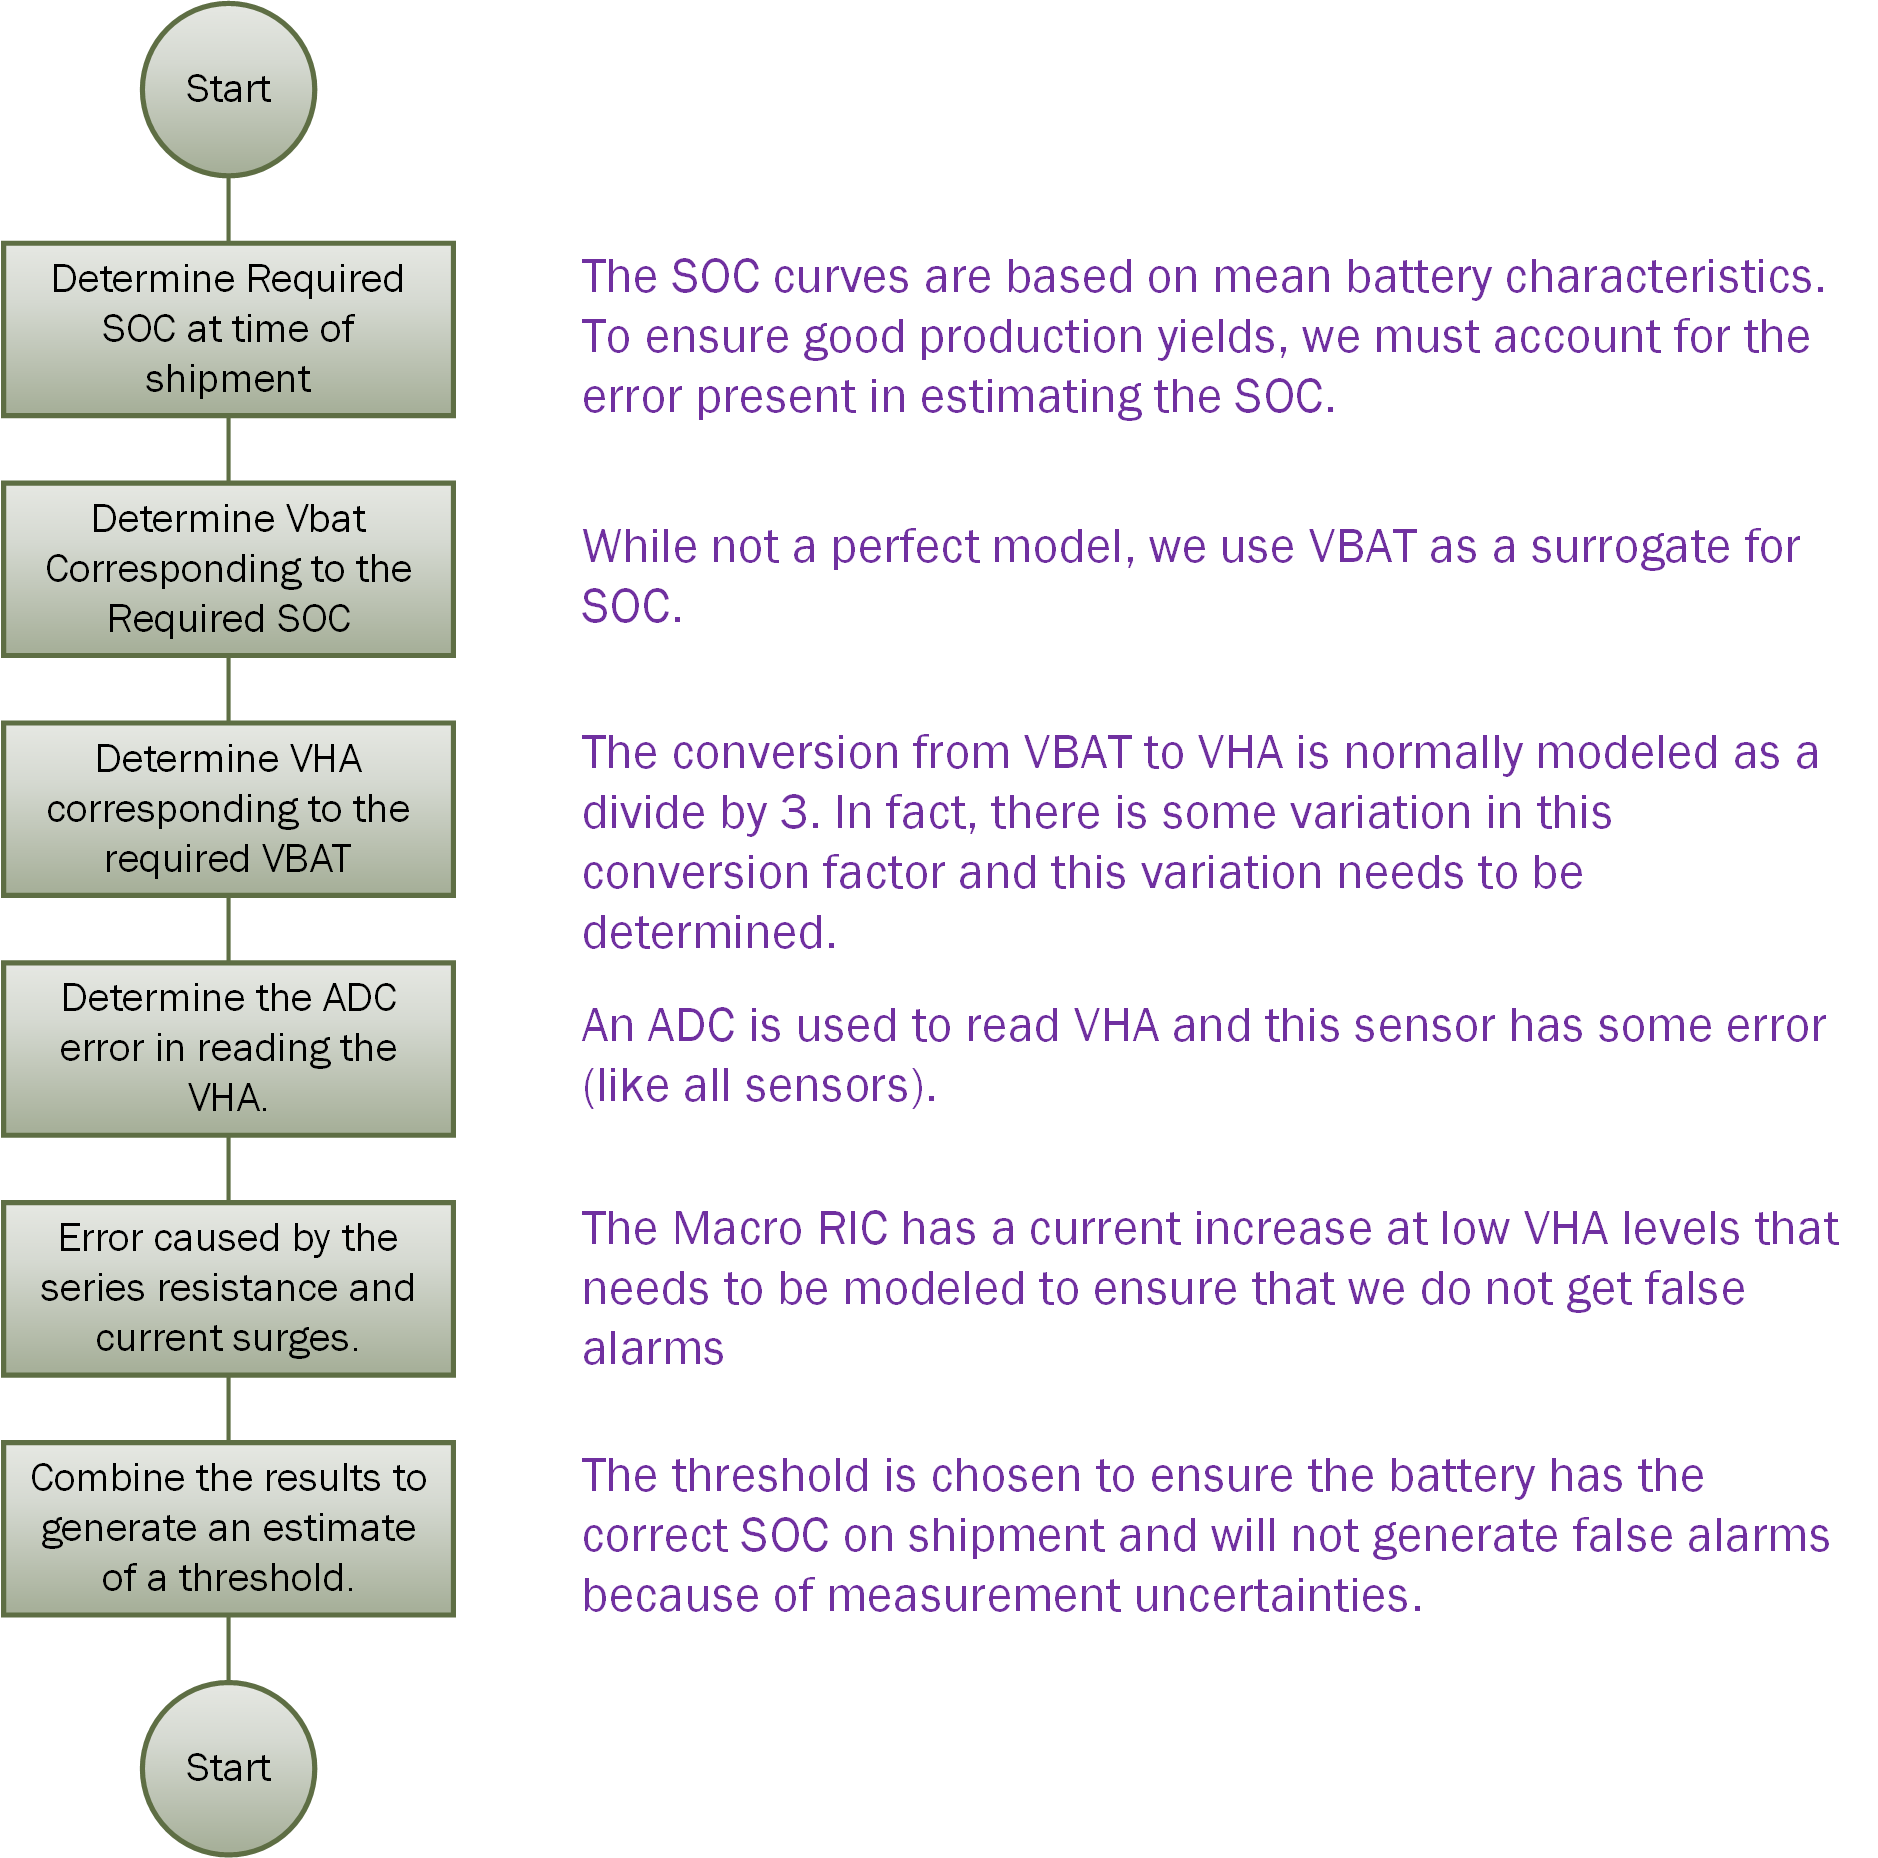 Start
Determine Required
SOC at time of
shipment
The SOC curves are based on mean battery characteristics.
To ensure good production yields, we must account for the
error present in estimating the SOC.
Determine Vbat
Corresponding to the
Required SOC
While not a perfect model, we use VBAT as a surrogate for
SOC.
Determine VHA
corresponding to the
required VBAT
The conversion from VBAT to VHA is normally modeled as a
divide by 3. In fact, there is some variation in this
conversion factor and this variation needs to be
determined.
Determine the ADC
error in reading the
VHA.
An ADC is used to read VHA and this sensor has some error
(like all sensors).
Error caused by the
series resistance and
current surges.
The Macro RIC has a current increase at low VHA levels that
needs to be modeled to ensure that we do not get false
alarms
Combine the results to
generate an estimate
of a threshold.
The threshold is chosen to ensure the battery has the
correct SOC on shipment and will not generate false alarms
because of measurement uncertainties.
Start